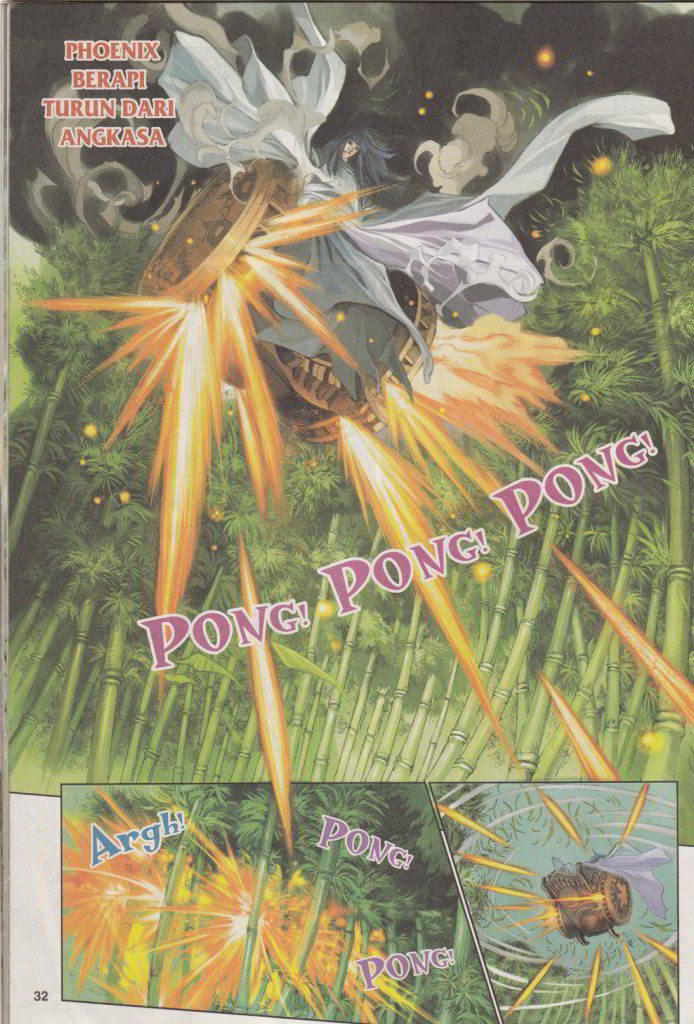 PHOENIX
BERAPI
TURUN DARI
ANGKASA
PONG! PONG! PONG!
ARGH!
PONG!
PONG!
32